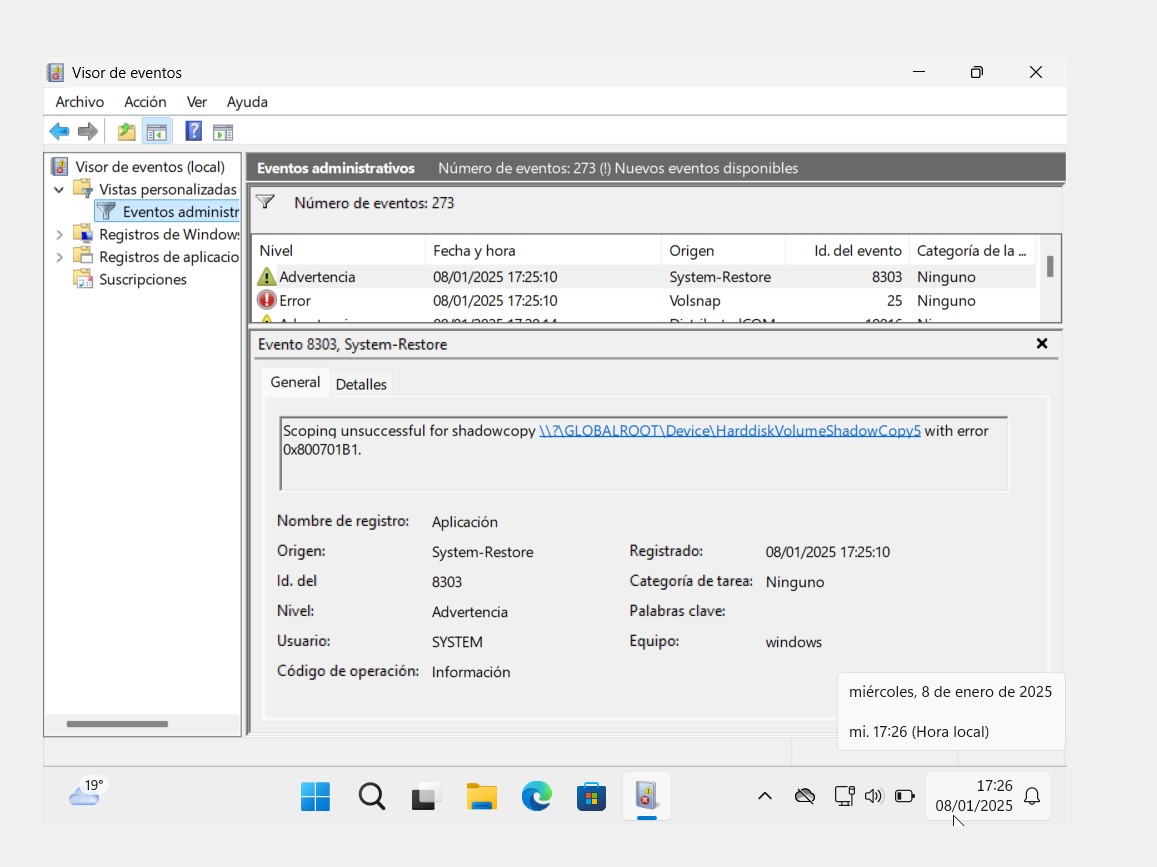 Visor de eventos
Archivo Acción Ver Ayuda
Visor de eventos (local)
Vistas personalizadas
Eventos administr
Registros de Windows
Registros de aplicacio
Suscripciones
Eventos administrativos Número de eventos: 273 (!) Nuevos eventos disponibles
Número de eventos: 273
Nivel Fecha y hora Origen Id. del evento Categoría de la ...
Advertencia 08/01/2025 17:25:10 System-Restore 8303 Ninguno
Error 08/01/2025 17:25:10 Volsnap 25 Ninguno
Evento 8303, System-Restore
General Detalles
Scoping unsuccessful for shadowcopy \\?\GLOBALROOT\Device\HarddiskVolumeShadowCopy5 with error
0x800701B1.
Nombre de registro: Aplicación
Origen: System-Restore Registrado: 08/01/2025 17:25:10
Id. del 8303 Categoría de tarea: Ninguno
Nivel: Advertencia Palabras clave:
Usuario: SYSTEM Equipo: windows
Código de operación: Información
miércoles, 8 de enero de 2025
mi. 17:26 (Hora local)
19°
17:26
08/01/2025